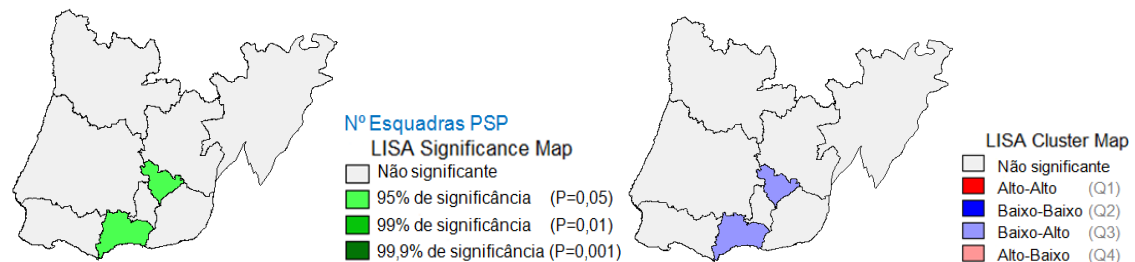 Nº Esquadras PSP
LISA Significance Map
Não significante
95% de significância (P=0,05)
99% de significância (P=0,01)
99,9% de significância (P=0,001)
LISA Cluster Map
Não significante
Alto-Alto (Q1)
Baixo-Baixo (Q2)
Baixo-Alto (Q3)
Alto-Baixo (Q4)